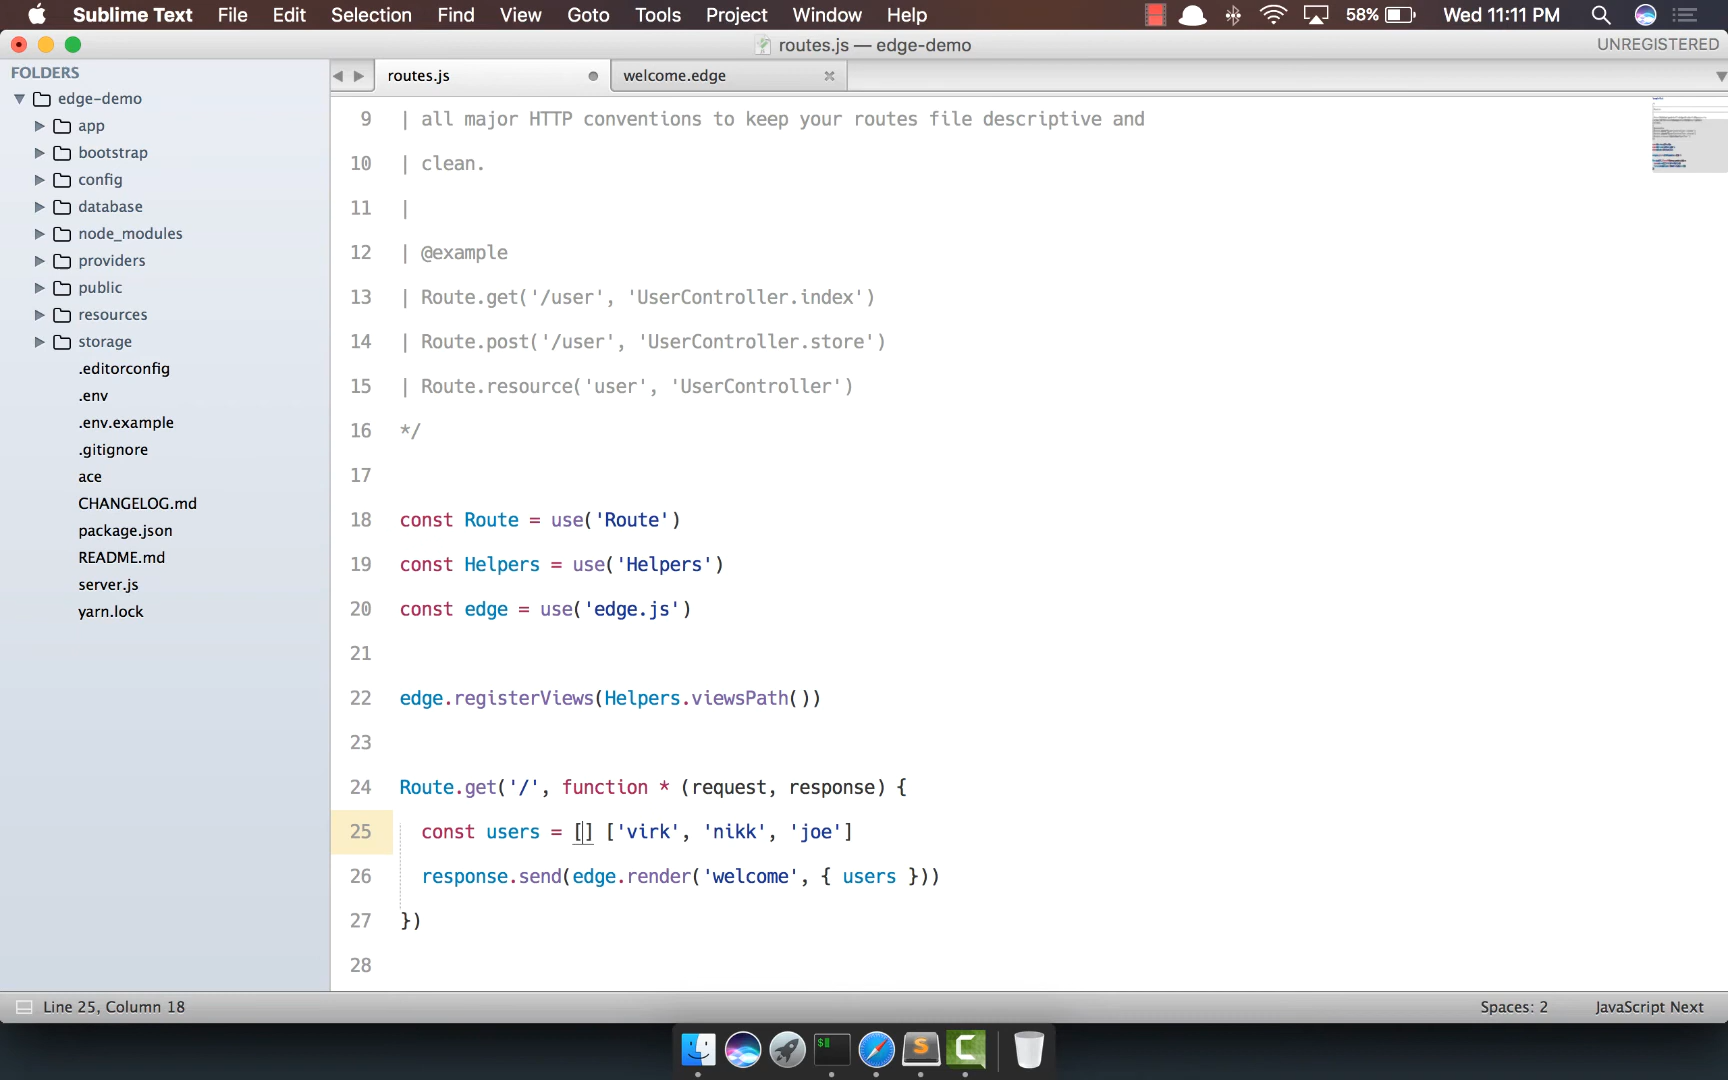 Sublime Text File Edit Selection Find View Goto Tools Project Window Help 58% Wed 11:11 PM
routes.js — edge-demo UNREGISTERED
FOLDERS
edge-demo
app
bootstrap
config
database
node_modules
providers
public
resources
storage
.editorconfig
.env
.env.example
.gitignore
ace
CHANGELOG.md
package.json
README.md
server.js
yarn.lock
routes.js welcome.edge
9 | all major HTTP conventions to keep your routes file descriptive and
10 | clean.
11 |
12 | @example
13 | Route.get('/user', 'UserController.index')
14 | Route.post('/user', 'UserController.store')
15 | Route.resource('user', 'UserController')
16 */
17
18 const Route = use('Route')
19 const Helpers = use('Helpers')
20 const edge = use('edge.js')
21
22 edge.registerViews(Helpers.viewsPath())
23
24 Route.get('/', function * (request, response) {
25 const users = [] ['virk', 'nikk', 'joe']
26 response.send(edge.render('welcome', { users }))
27 })
28
Line 25, Column 18 Spaces: 2 JavaScript Next